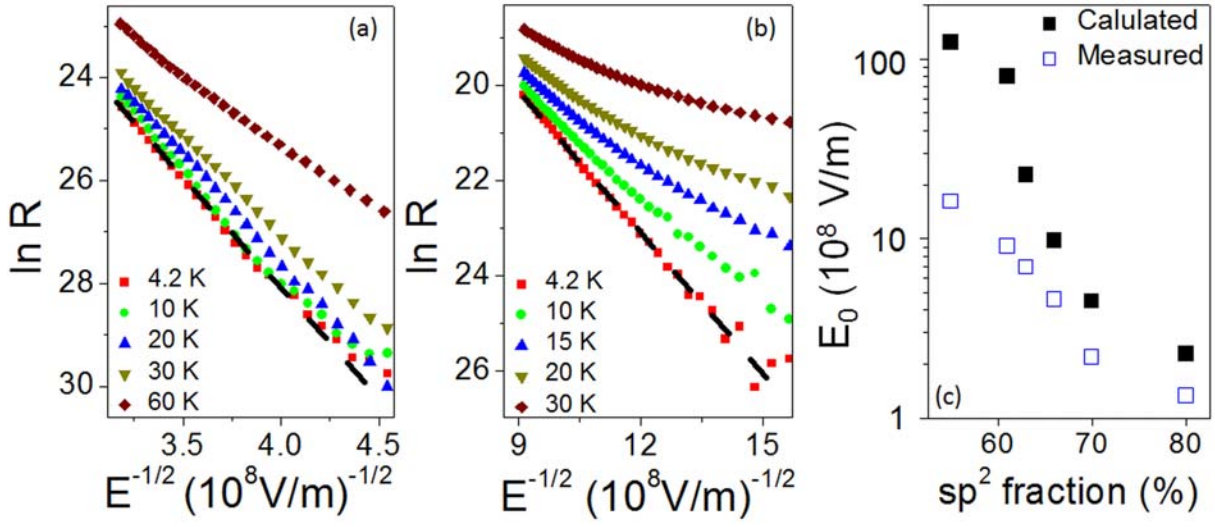 (a)
ln R
24
26
28
30
4.2 K
10 K
20 K
30 K
60 K
3.5
4.0
4.5
E^{-1/2} (10^8V/m)^{-1/2}
(b)
ln R
20
22
24
26
4.2 K
10 K
15 K
20 K
30 K
9
12
15
E^{-1/2} (10^8V/m)^{-1/2}
Calulated
Measured
E_0 (10^8 V/m)
100
10
1
(c)
60
70
80
sp^2 fraction (%)